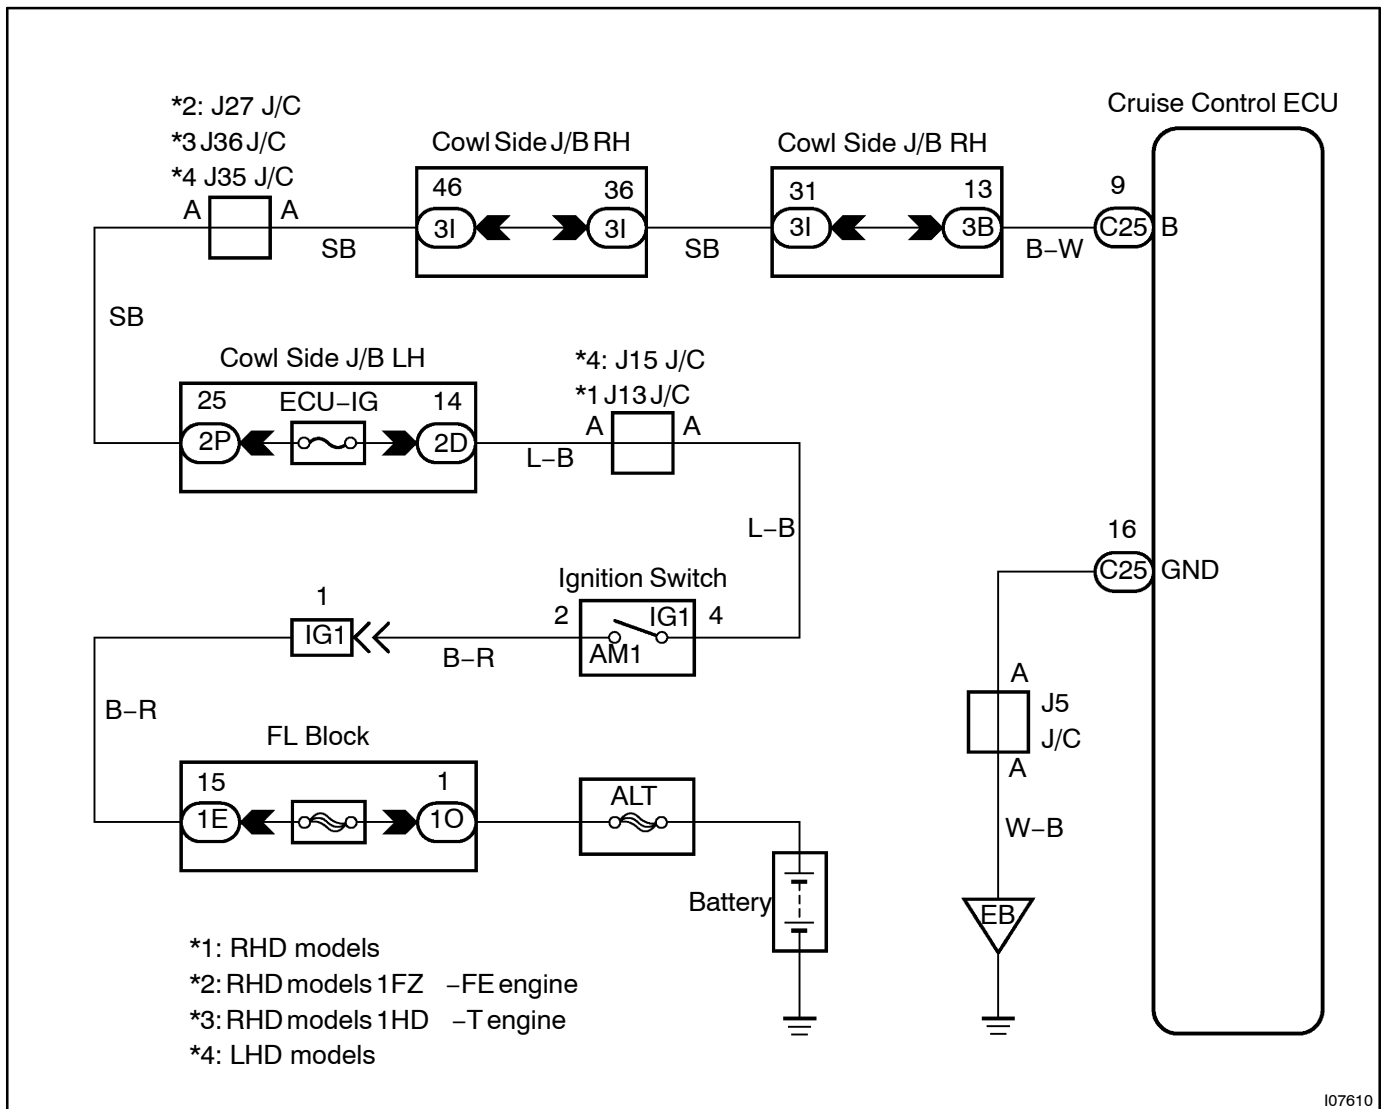 *2: J27 J/C
*3 J36 J/C
*4 J35 J/C
A
A
SB
Cowl Side J/B RH
46
36
3I
3I
SB
Cowl Side J/B RH
31
13
3I
3B
B–W
Cruise Control ECU
9
C25
B
SB
Cowl Side J/B LH
25
ECU–IG
14
2P
2D
L–B
*4: J15 J/C
*1 J13 J/C
A
A
L–B
16
C25
GND
Ignition Switch
2
IG1
4
AM1
1
IG1
B–R
B–R
FL Block
15
1
1E
1O
ALT
Battery
A
J5
J/C
A
W–B
EB
*1: RHD models
*2: RHD models 1FZ –FE engine
*3: RHD models 1HD –T engine
*4: LHD models
I07610